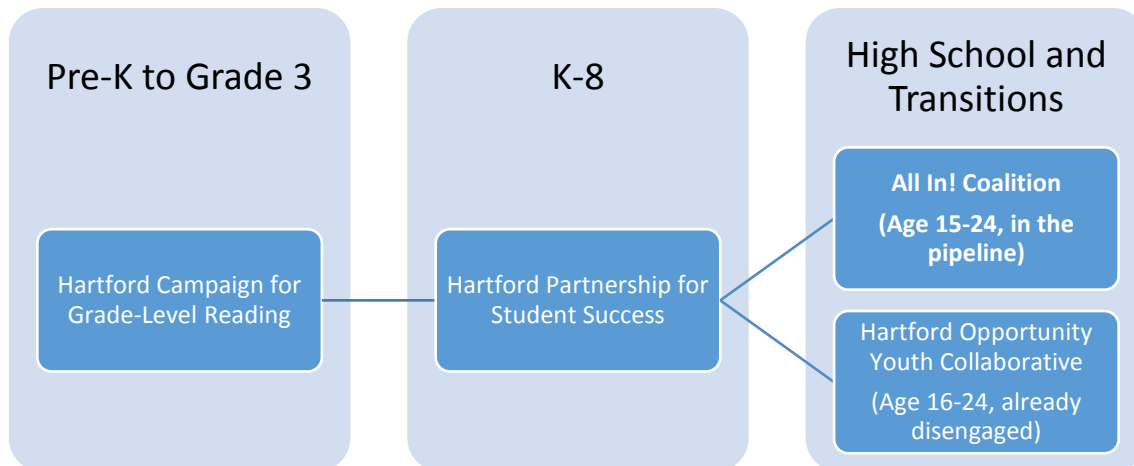 Pre-K to Grade 3
Hartford Campaign for
Grade-Level Reading
K-8
Hartford Partnership for
Student Success
High School and
Transitions
All In! Coalition
(Age 15-24, in the
pipeline)
Hartford Opportunity
Youth Collaborative
(Age 16-24, already
disengaged)